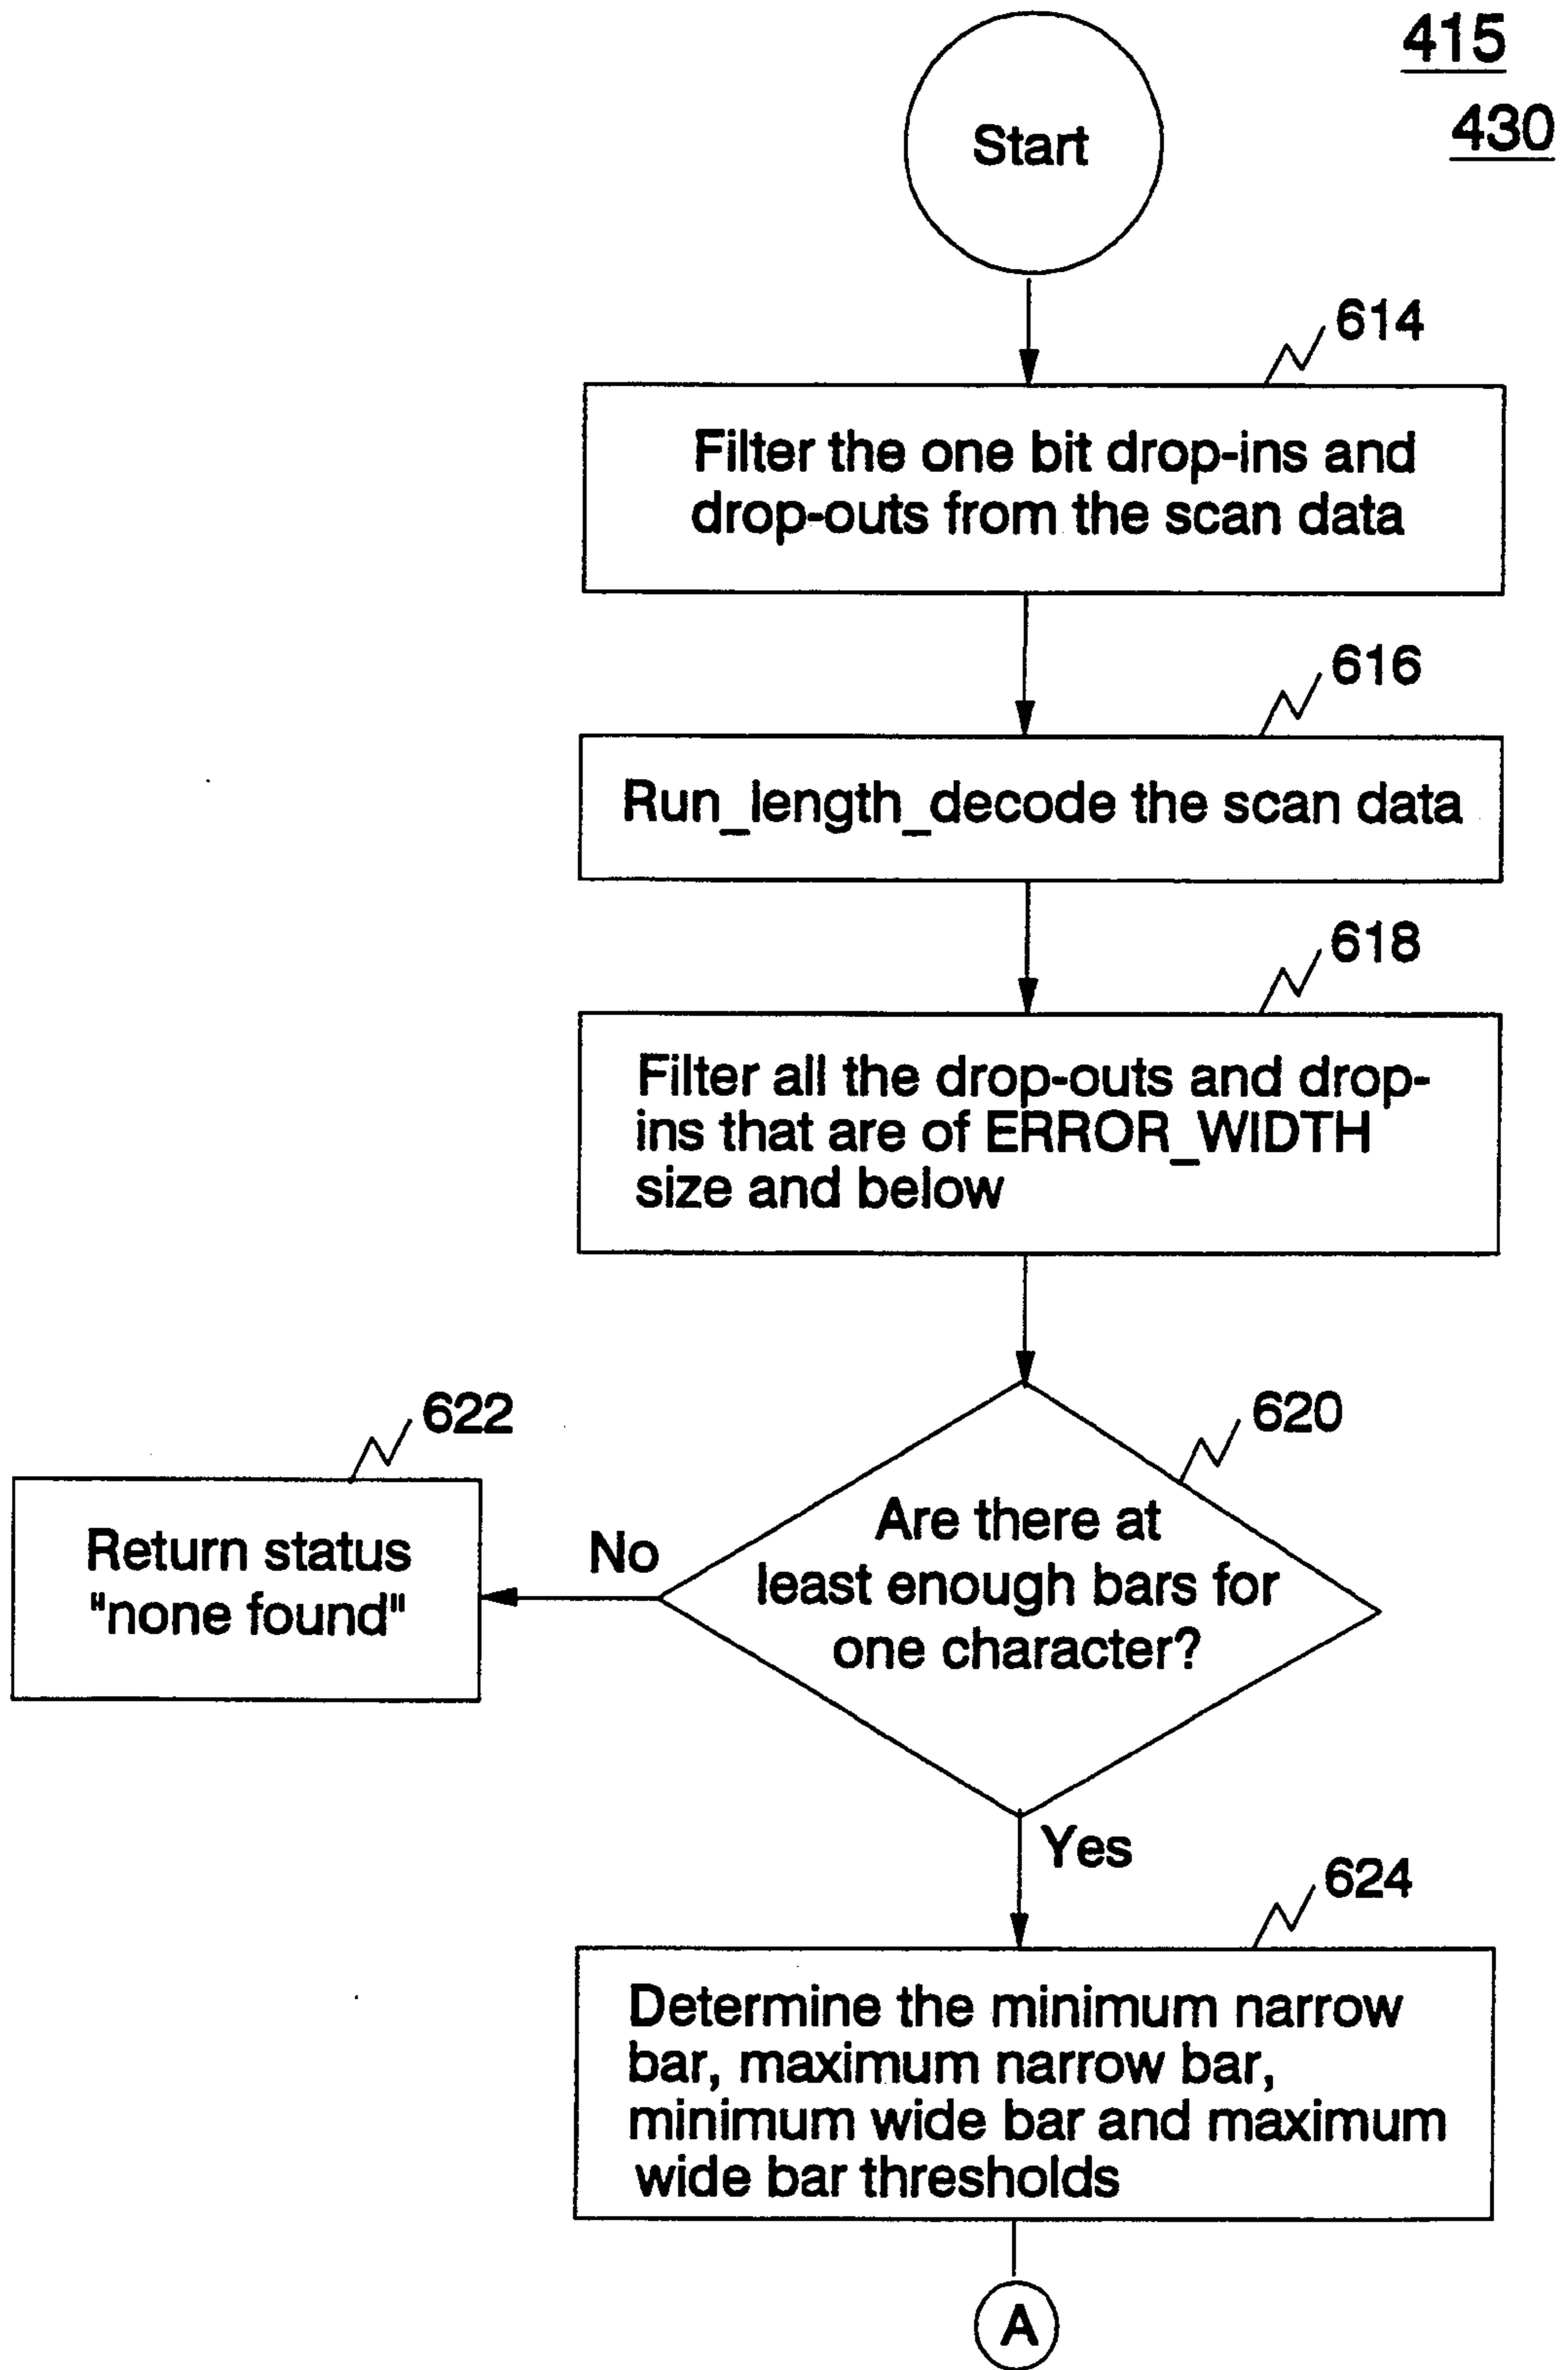 415
430
Start
614
Filter the one bit drop-ins and
drop-outs from the scan data
616
Run_length_decode the scan data
618
Filter all the drop-outs and drop-
ins that are of ERROR_WIDTH
size and below
620
622
Are there at
least enough bars for
one character?
No
Return status
"none found"
Yes
624
Determine the minimum narrow
bar, maximum narrow bar,
minimum wide bar and maximum
wide bar thresholds
A